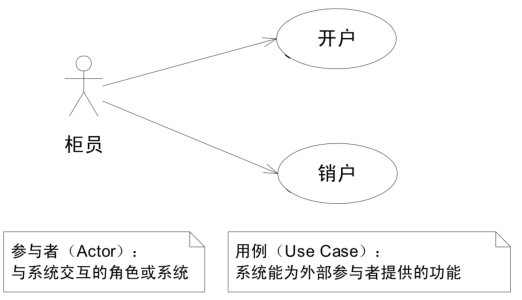 开户
柜员
销户
参与者（Actor）：
与系统交互的角色或系统
用例（Use Case）：
系统能为外部参与者提供的功能